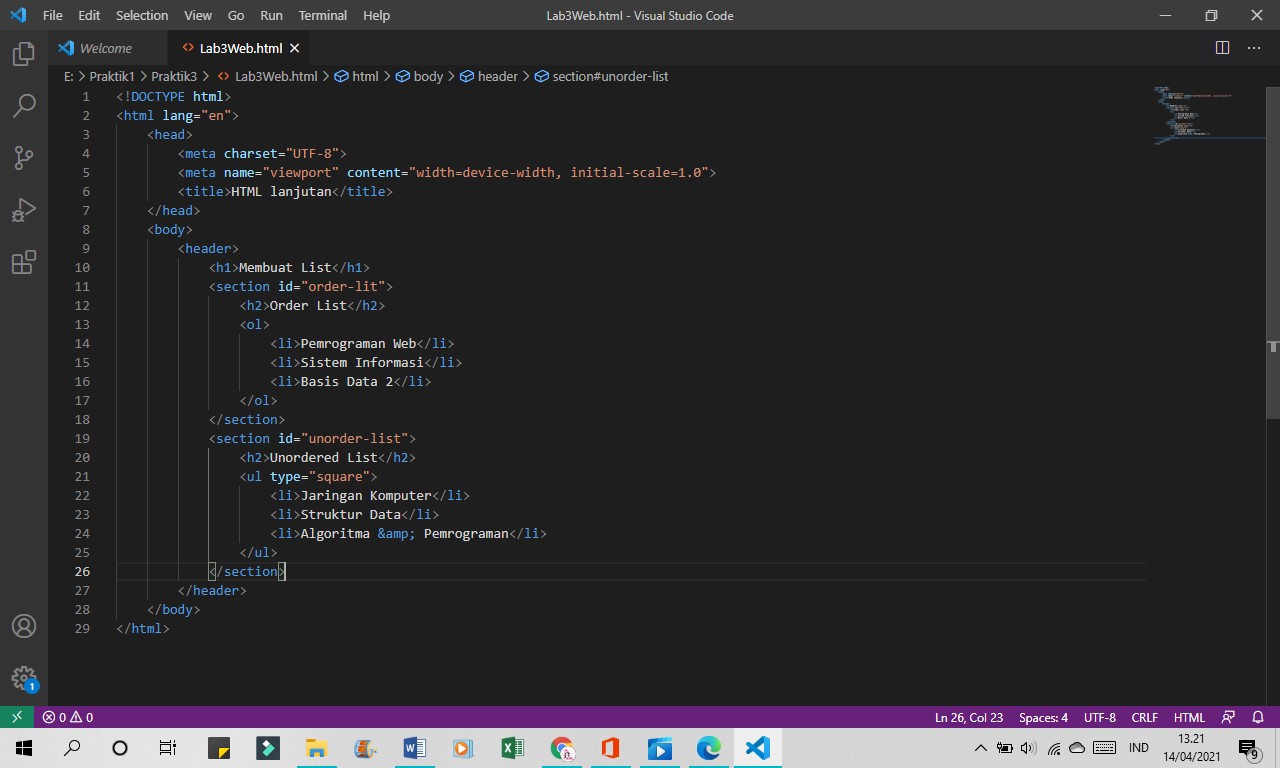 File Edit Selection View Go Run Terminal Help Lab3Web.html - Visual Studio Code
Welcome Lab3Web.html
E: > Praktik1 > Praktik3 > Lab3Web.html > html > body > header > section#unorder-list
1 <!DOCTYPE html>
2 <html lang="en">
3 <head>
4 <meta charset="UTF-8">
5 <meta name="viewport" content="width=device-width, initial-scale=1.0">
6 <title>HTML lanjutan</title>
7 </head>
8 <body>
9 <header>
10 <h1>Membuat List</h1>
11 <section id="order-lit">
12 <h2>Order List</h2>
13 <ol>
14 <li>Pemrograman Web</li>
15 <li>Sistem Informasi</li>
16 <li>Basis Data 2</li>
17 </ol>
18 </section>
19 <section id="unorder-list">
20 <h2>Unordered List</h2>
21 <ul type="square">
22 <li>Jaringan Komputer</li>
23 <li>Struktur Data</li>
24 <li>Algoritma &amp; Pemrograman</li>
25 </ul>
26 </section>
27 </header>
28 </body>
29 </html>
1
0 0 Ln 26, Col 23 Spaces: 4 UTF-8 CRLF HTML
IND 13.21
14/04/2021 9